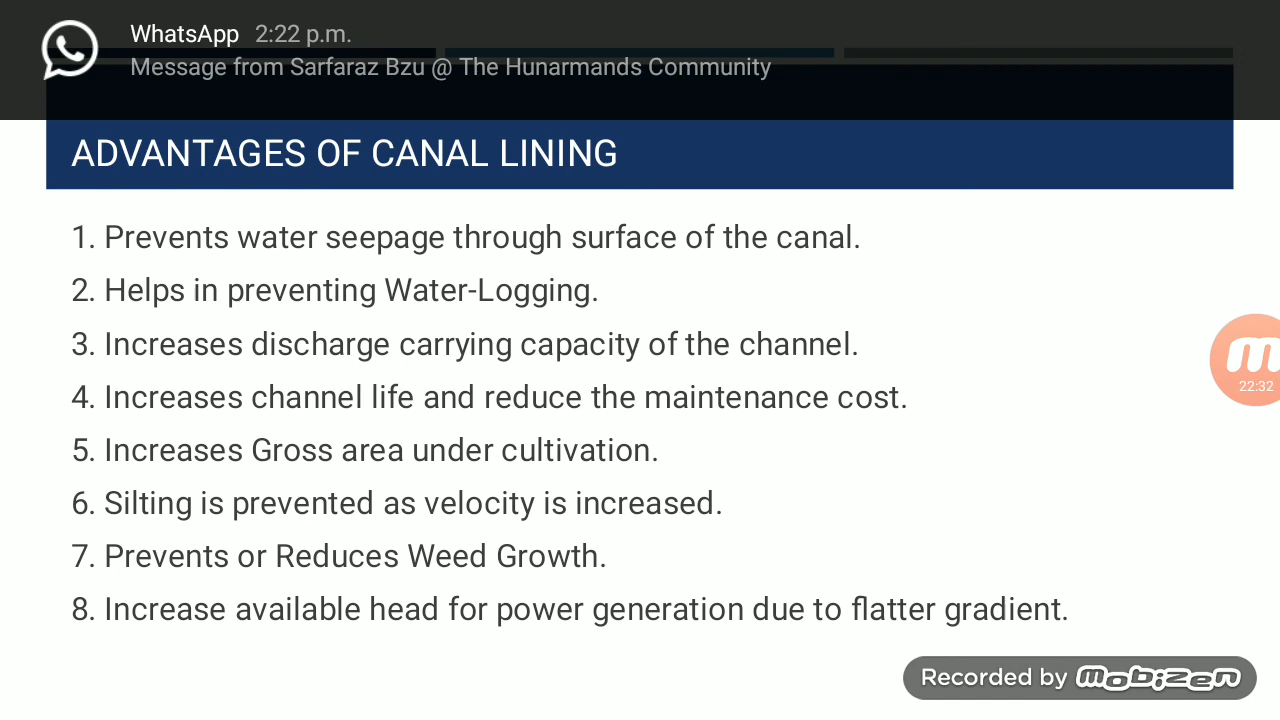 WhatsApp 2:22 p.m.
Message from Sarfaraz Bzu @ The Hunarmands Community
ADVANTAGES OF CANAL LINING
1. Prevents water seepage through surface of the canal.
2. Helps in preventing Water-Logging.
3. Increases discharge carrying capacity of the channel.
4. Increases channel life and reduce the maintenance cost.
5. Increases Gross area under cultivation.
6. Silting is prevented as velocity is increased.
7. Prevents or Reduces Weed Growth.
8. Increase available head for power generation due to flatter gradient.
m
22:32
Recorded by mobizen